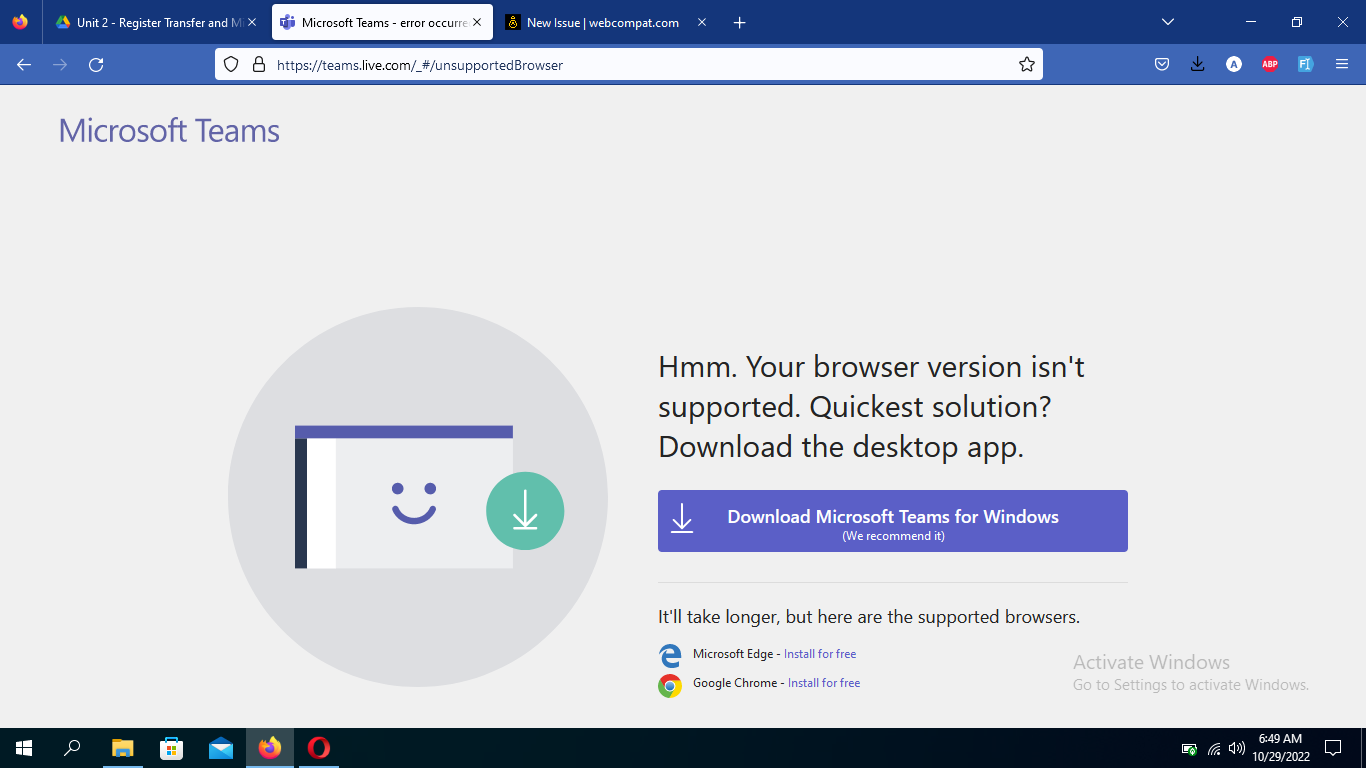 Unit 2 - Register Transfer and Mi
Microsoft Teams - error occurre
New Issue | webcompat.com
https://teams.live.com/_#/unsupportedBrowser
A
ABP
Microsoft Teams
Hmm. Your browser version isn't
supported. Quickest solution?
Download the desktop app.
Download Microsoft Teams for Windows
(We recommend it)
It'll take longer, but here are the supported browsers.
Microsoft Edge - Install for free
Google Chrome - Install for free
Activate Windows
Go to Settings to activate Windows.
6:49 AM
10/29/2022